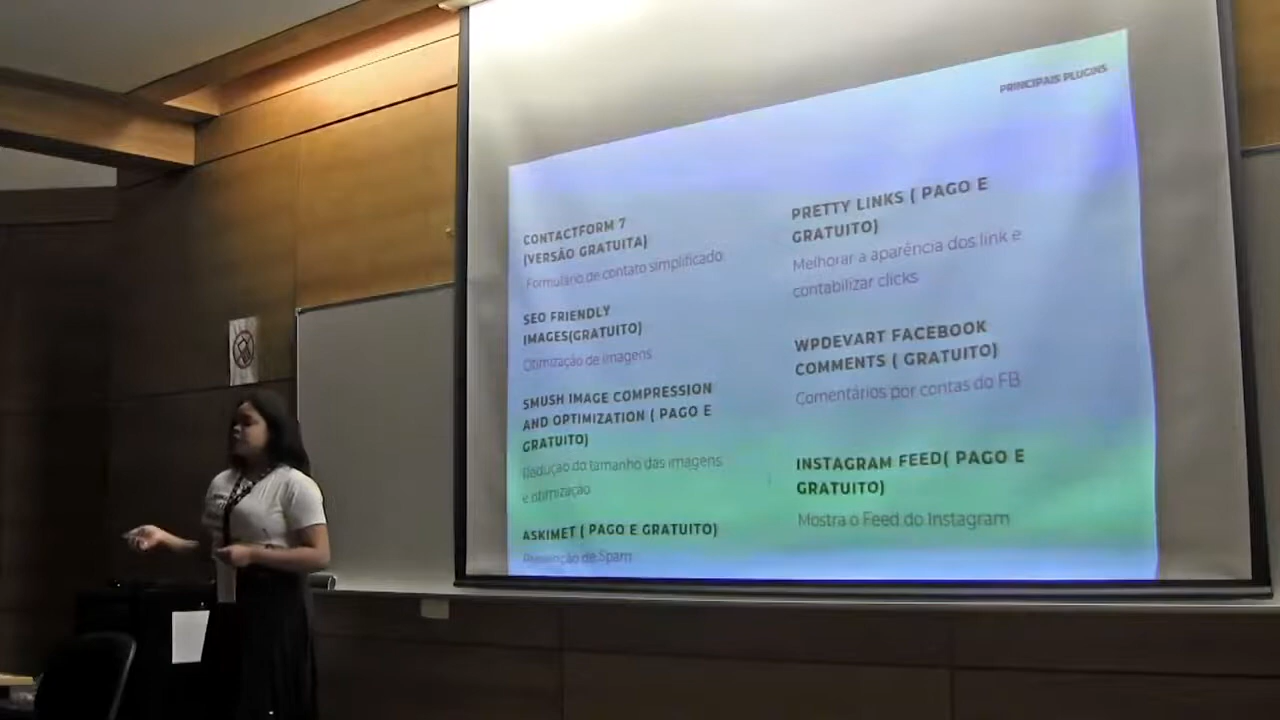 PRINCIPAIS PLUGINS
CONTACTFORM 7
(VERSÃO GRATUITA)
Formulário de contato simplificado
SEO FRIENDLY
IMAGES(GRATUITO)
Otimização de imagens
SMUSH IMAGE COMPRESSION
AND OPTIMIZATION ( PAGO E
GRATUITO)
Redução do tamanho das imagens
e otimização
ASKIMET ( PAGO E GRATUITO)
Prevenção de Spam
PRETTY LINKS ( PAGO E
GRATUITO)
Melhorar a aparência dos link e
contabilizar clicks
WPDEVART FACEBOOK
COMMENTS ( GRATUITO)
Comentários por contas do FB
INSTAGRAM FEED( PAGO E
GRATUITO)
Mostra o Feed do Instagram